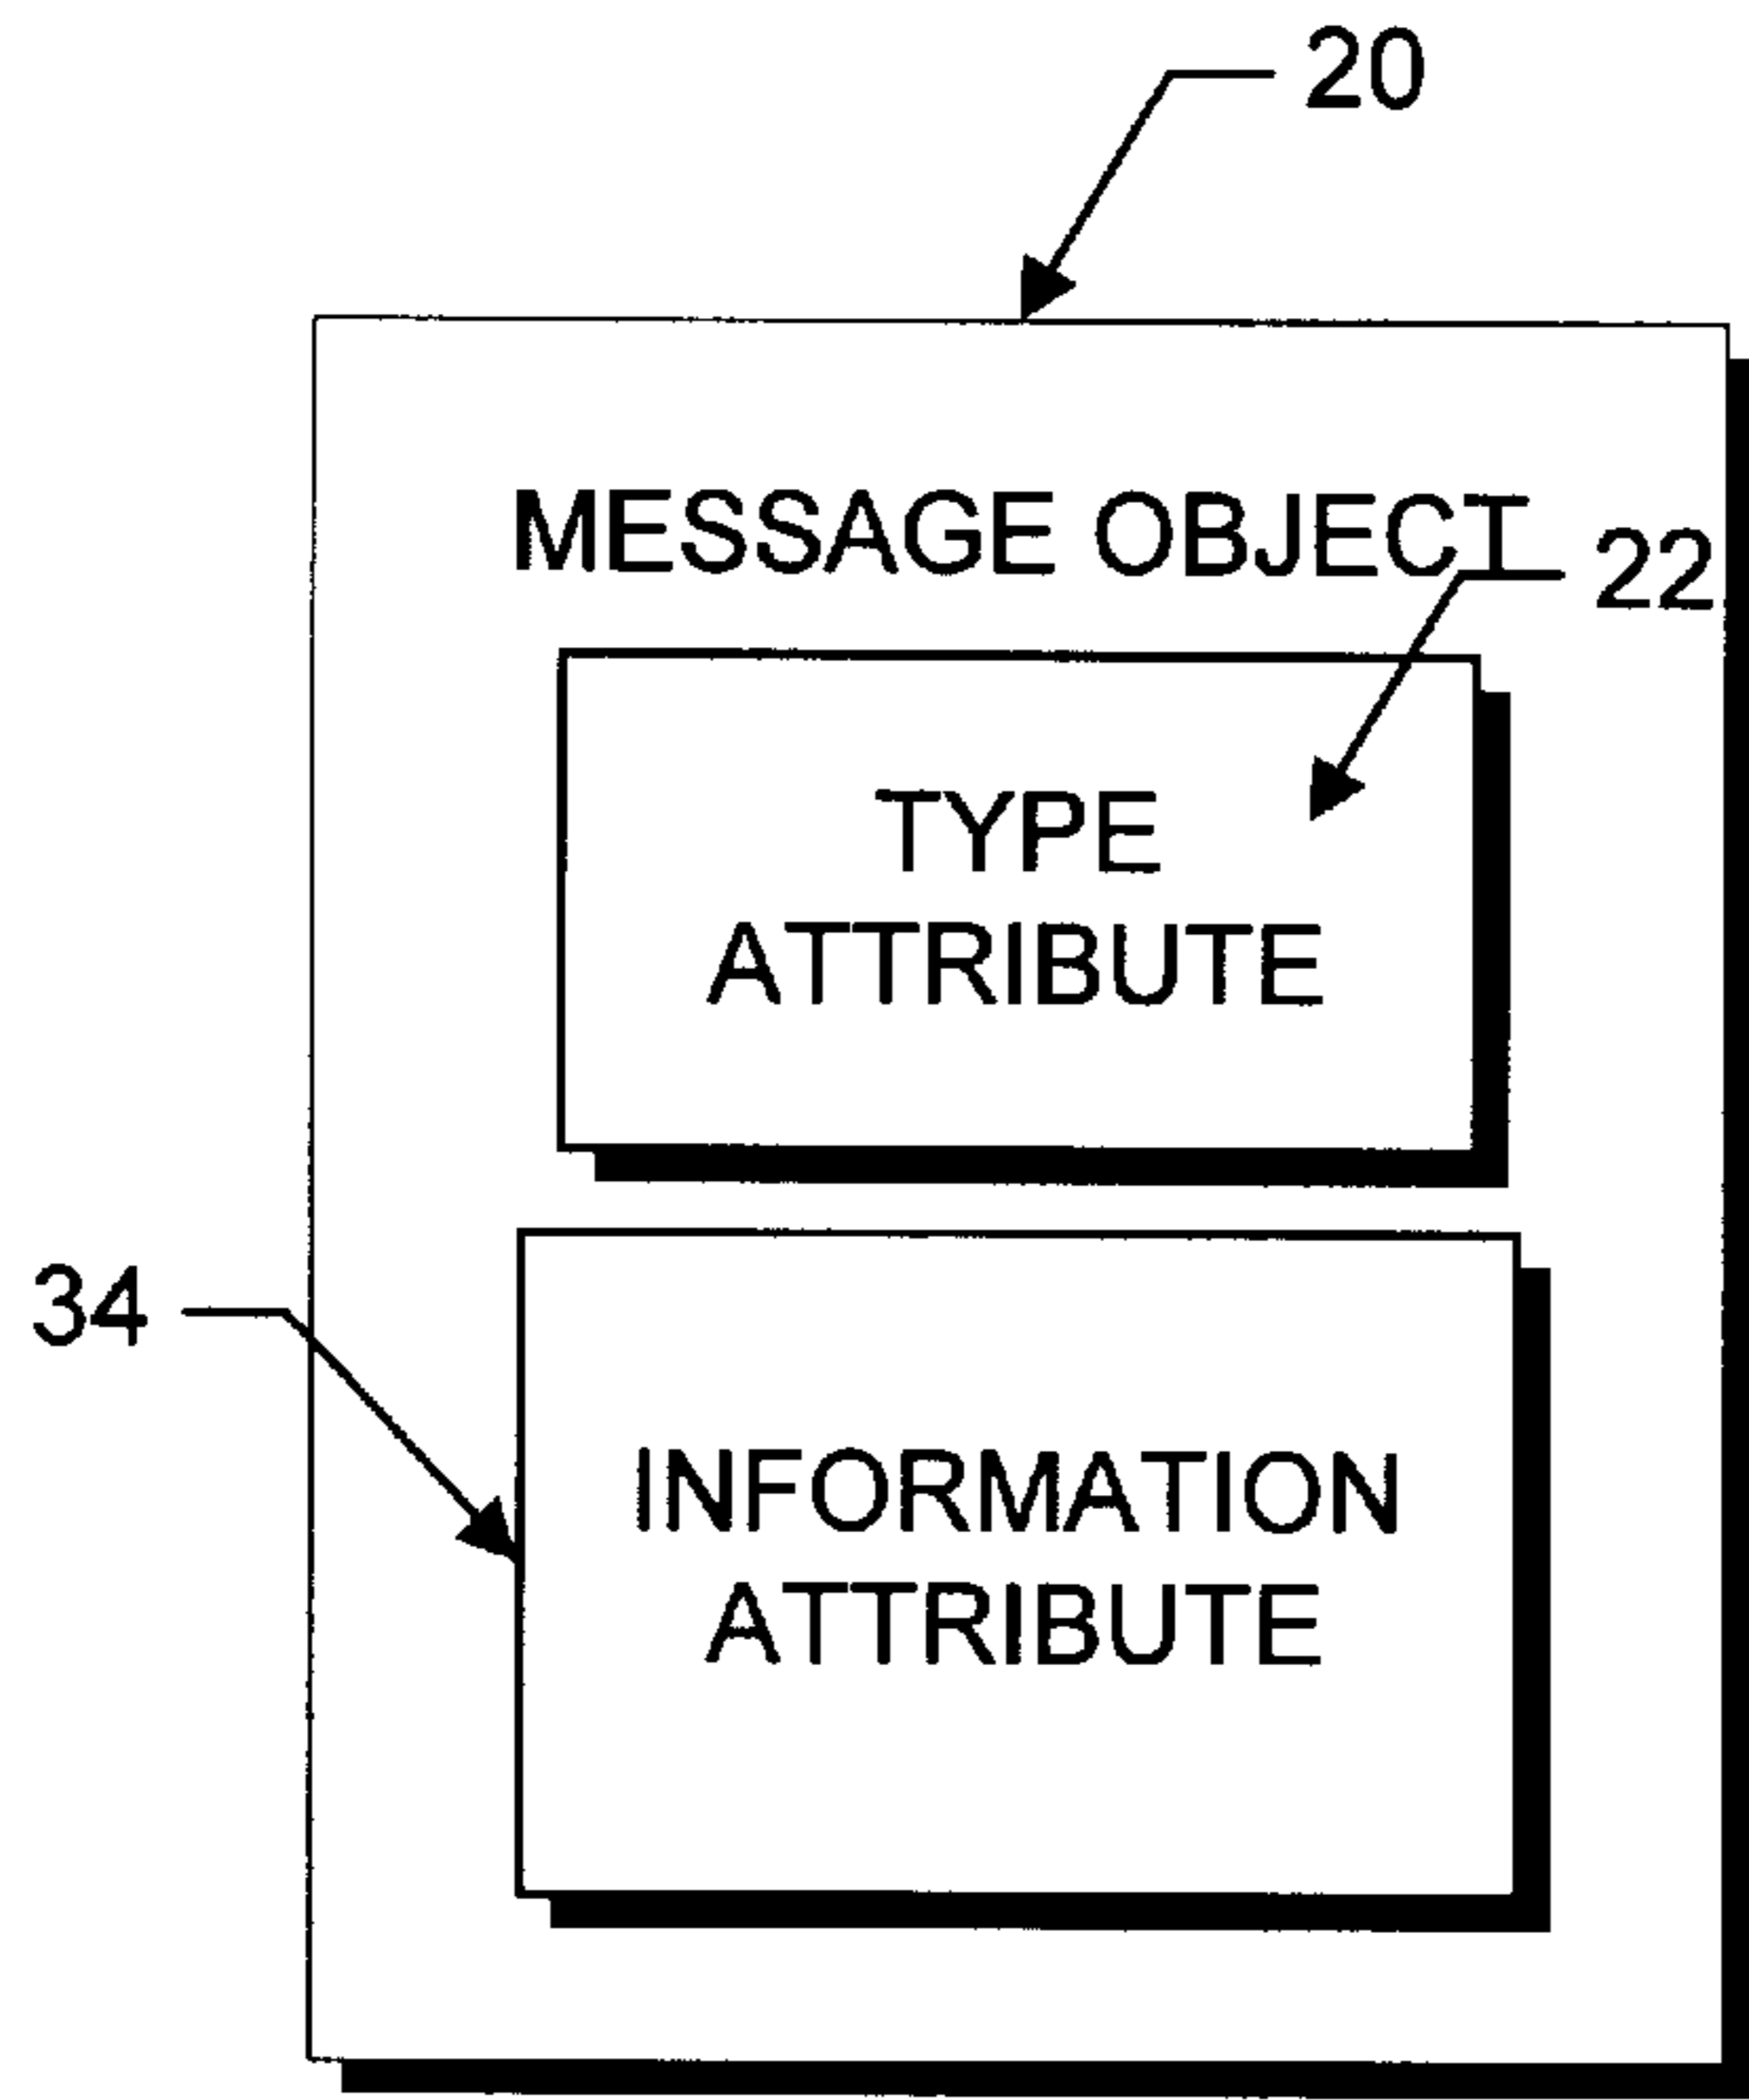 20
MESSAGE OBJECT
22
TYPE
ATTRIBUTE
34
INFORMATION
ATTRIBUTE